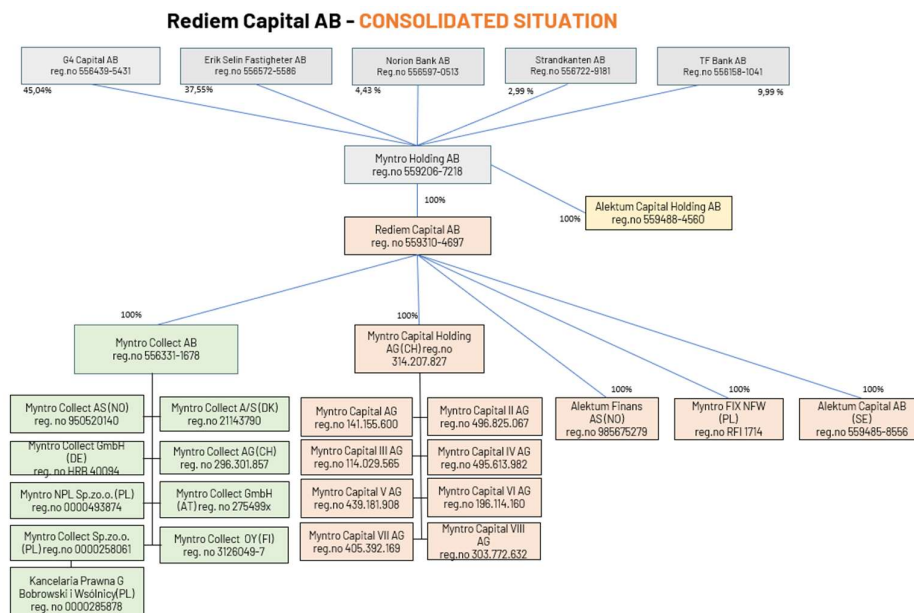 Rediem Capital AB - CONSOLIDATED SITUATION
G4 Capital AB
reg.no 556439-5431
Erik Selin Fastigheter AB
reg.no 556572-5586
Norion Bank AB
Reg.no 556597-0513
Strandkanten AB
Reg.no 556722-9181
TF Bank AB
Reg.no 556158-1041
45,04%
37,55%
4,43 %
2,99 %
9,99 %
Myntro Holding AB
reg.no 559206-7218
100%
100%
Alektum Capital Holding AB
reg.no 559488-4560
Rediem Capital AB
reg. no 559310-4697
100%
100%
Myntro Collect AB
reg.no 556331-1678
Myntro Capital Holding
AG (CH) reg.no
314.207.827
100%
100%
100%
Myntro Collect AS (NO)
reg.no 950520140
Myntro Collect A/S (DK)
reg.no 21143790
Myntro Collect GmbH
(DE)
reg. no HRB 40094
Myntro Collect AG (CH)
reg.no 296.301.857
Myntro NPL Sp.zo.o. (PL)
reg.no 0000493874
Myntro Collect GmbH
(AT) reg.no 275499x
Myntro Collect Sp.zo.o.
(PL) reg.no 0000258061
Myntro Collect OY (FI)
reg. no 3126049-7
Kancelaria Prawna G
Bobrowski i Wsólnicy (PL)
reg. no 0000285878
Myntro Capital AG
reg.no 141.155.600
Myntro Capital II AG
reg.no 496.825.067
Myntro Capital III AG
reg.no 114.029.565
Myntro Capital IV AG
reg.no 495.613.982
Myntro Capital V AG
reg.no 439.181.908
Myntro Capital VI AG
reg.no 196.114.160
Myntro Capital VII AG
reg.no 405.392.169
Myntro Capital VIII
AG
reg.no 303.772.632
Alektum Finans
AS (NO)
reg.no 985675279
Myntro FIX NFW
(PL)
reg.no RFI 1714
Alektum Capital AB
(SE)
reg.no 559485-8556